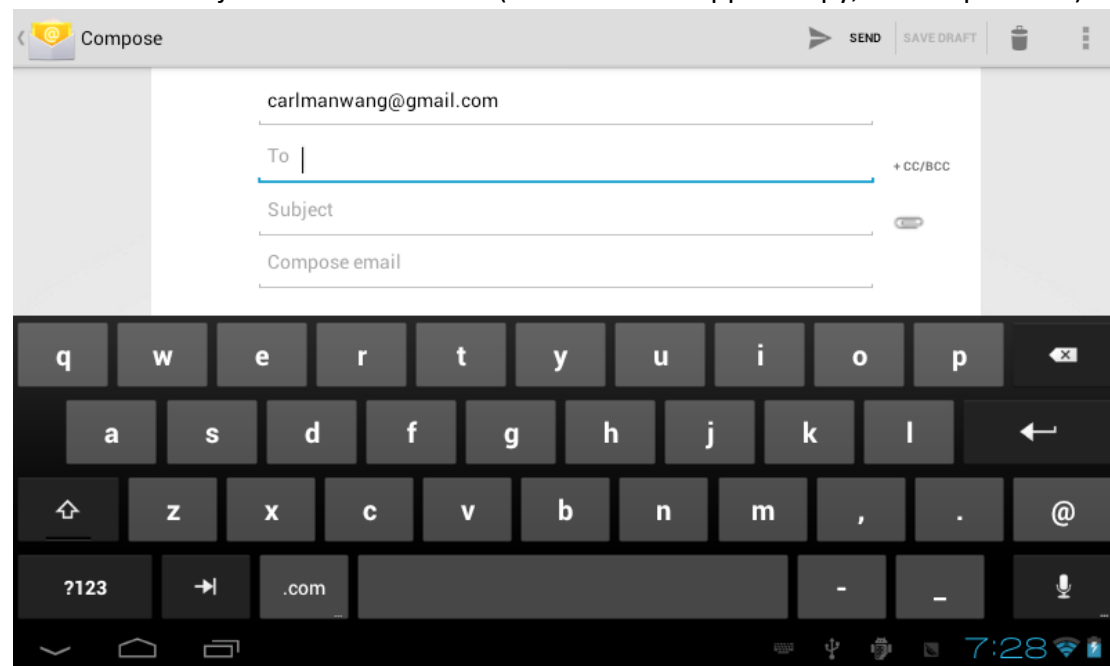 Compose SEND SAVE DRAFT
carlmanwang@gmail.com
To
+ CC/BCC
Subject
Compose email
q w e r t y u i o p
a s d f g h j k l
z x c v b n m , . @
?123 .com - _
7:28